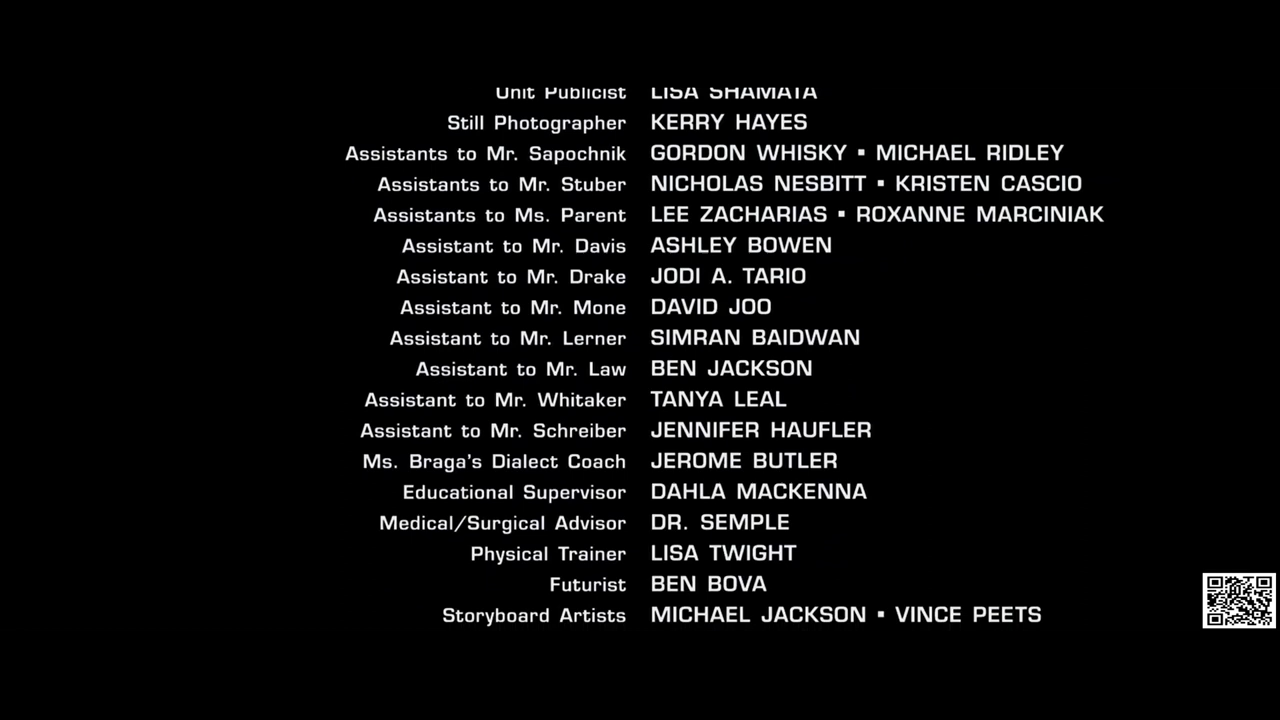 Unit Publicist LISA SHAMATA
Still Photographer KERRY HAYES
Assistants to Mr. Sapochnik GORDON WHISKY ▪ MICHAEL RIDLEY
Assistants to Mr. Stuber NICHOLAS NESBITT ▪ KRISTEN CASCIO
Assistants to Ms. Parent LEE ZACHARIAS ▪ ROXANNE MARCINIAK
Assistant to Mr. Davis ASHLEY BOWEN
Assistant to Mr. Drake JODI A. TARIO
Assistant to Mr. Mone DAVID JOO
Assistant to Mr. Lerner SIMRAN BAIDWAN
Assistant to Mr. Law BEN JACKSON
Assistant to Mr. Whitaker TANYA LEAL
Assistant to Mr. Schreiber JENNIFER HAUFLER
Ms. Braga's Dialect Coach JEROME BUTLER
Educational Supervisor DAHLA MACKENNA
Medical/Surgical Advisor DR. SEMPLE
Physical Trainer LISA TWIGHT
Futurist BEN BOVA
Storyboard Artists MICHAEL JACKSON ▪ VINCE PEETS